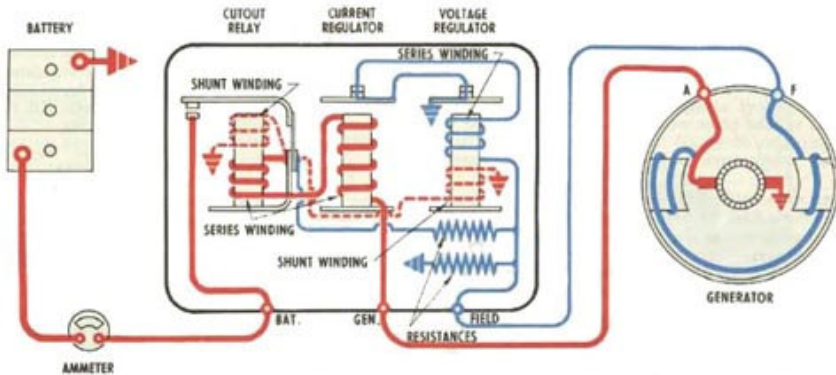 CUTOUT
RELAY
CURRENT
REGULATOR
VOLTAGE
REGULATOR
BATTERY
SERIES WINDING
SHUNT WINDING
A
F
SERIES WINDING
SHUNT WINDING
GENERATOR
BAT.
GEN.
FIELD
RESISTANCES
AMMETER